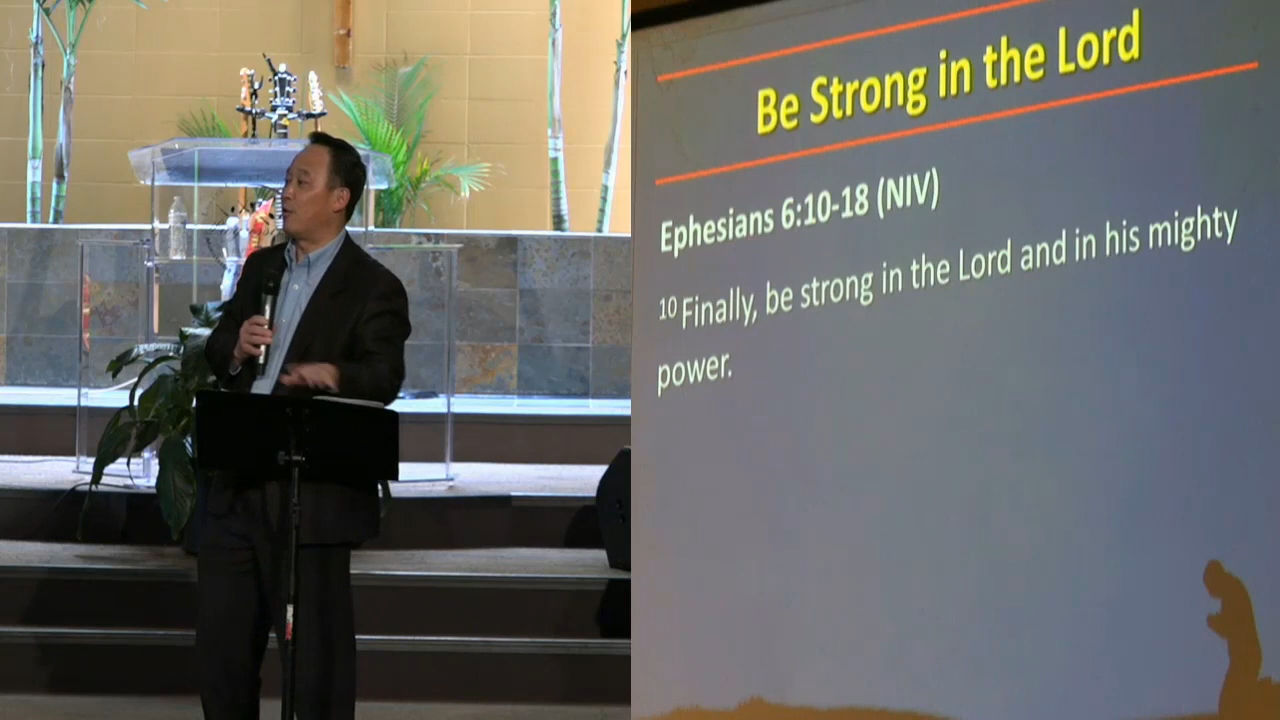 Be Strong in the Lord
Ephesians 6:10-18 (NIV)
10 Finally, be strong in the Lord and in his mighty
power.